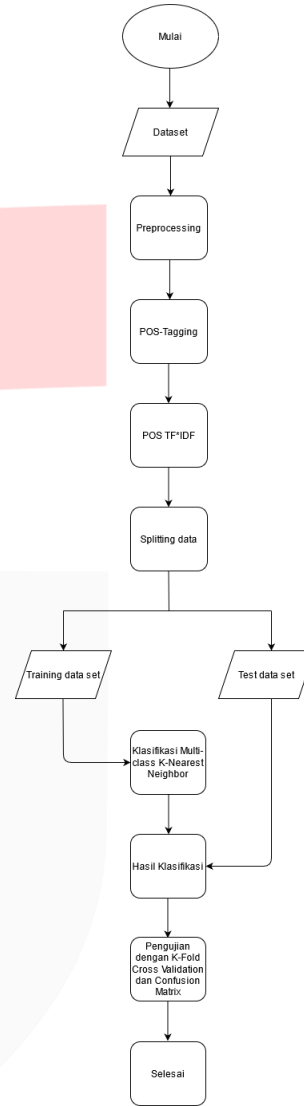 Mulai
Dataset
Preprocessing
POS-Tagging
POS TF*IDF
Splitting data
Training data set
Test data set
Klasifikasi Multi-
class K-Nearest
Neighbor
Hasil Klasifikasi
Pengujian
dengan K-Fold
Cross Validation
dan Confusion
Matrix
Selesai